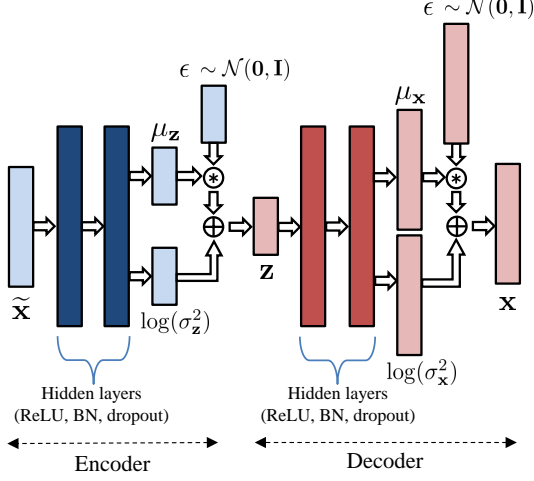 ϵ ∼ 𝒩(𝟎, 𝐈)
ϵ ∼ 𝒩(𝟎, 𝐈)
μ_𝐳
μ_𝐱
⊛
⊛
⊕
⊕
x̃
𝐳
𝐱
log(σ_𝐳^2)
log(σ_𝐱^2)
Hidden layers
(ReLU, BN, dropout)
Hidden layers
(ReLU, BN, dropout)
Encoder
Decoder